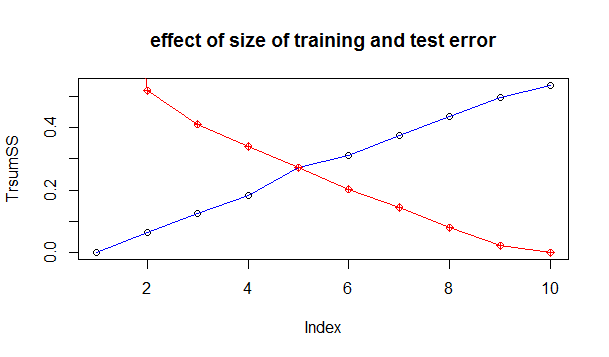 effect of size of training and test error
TrsumSS
0.4
0.2
0.0
2 4 6 8 10
Index